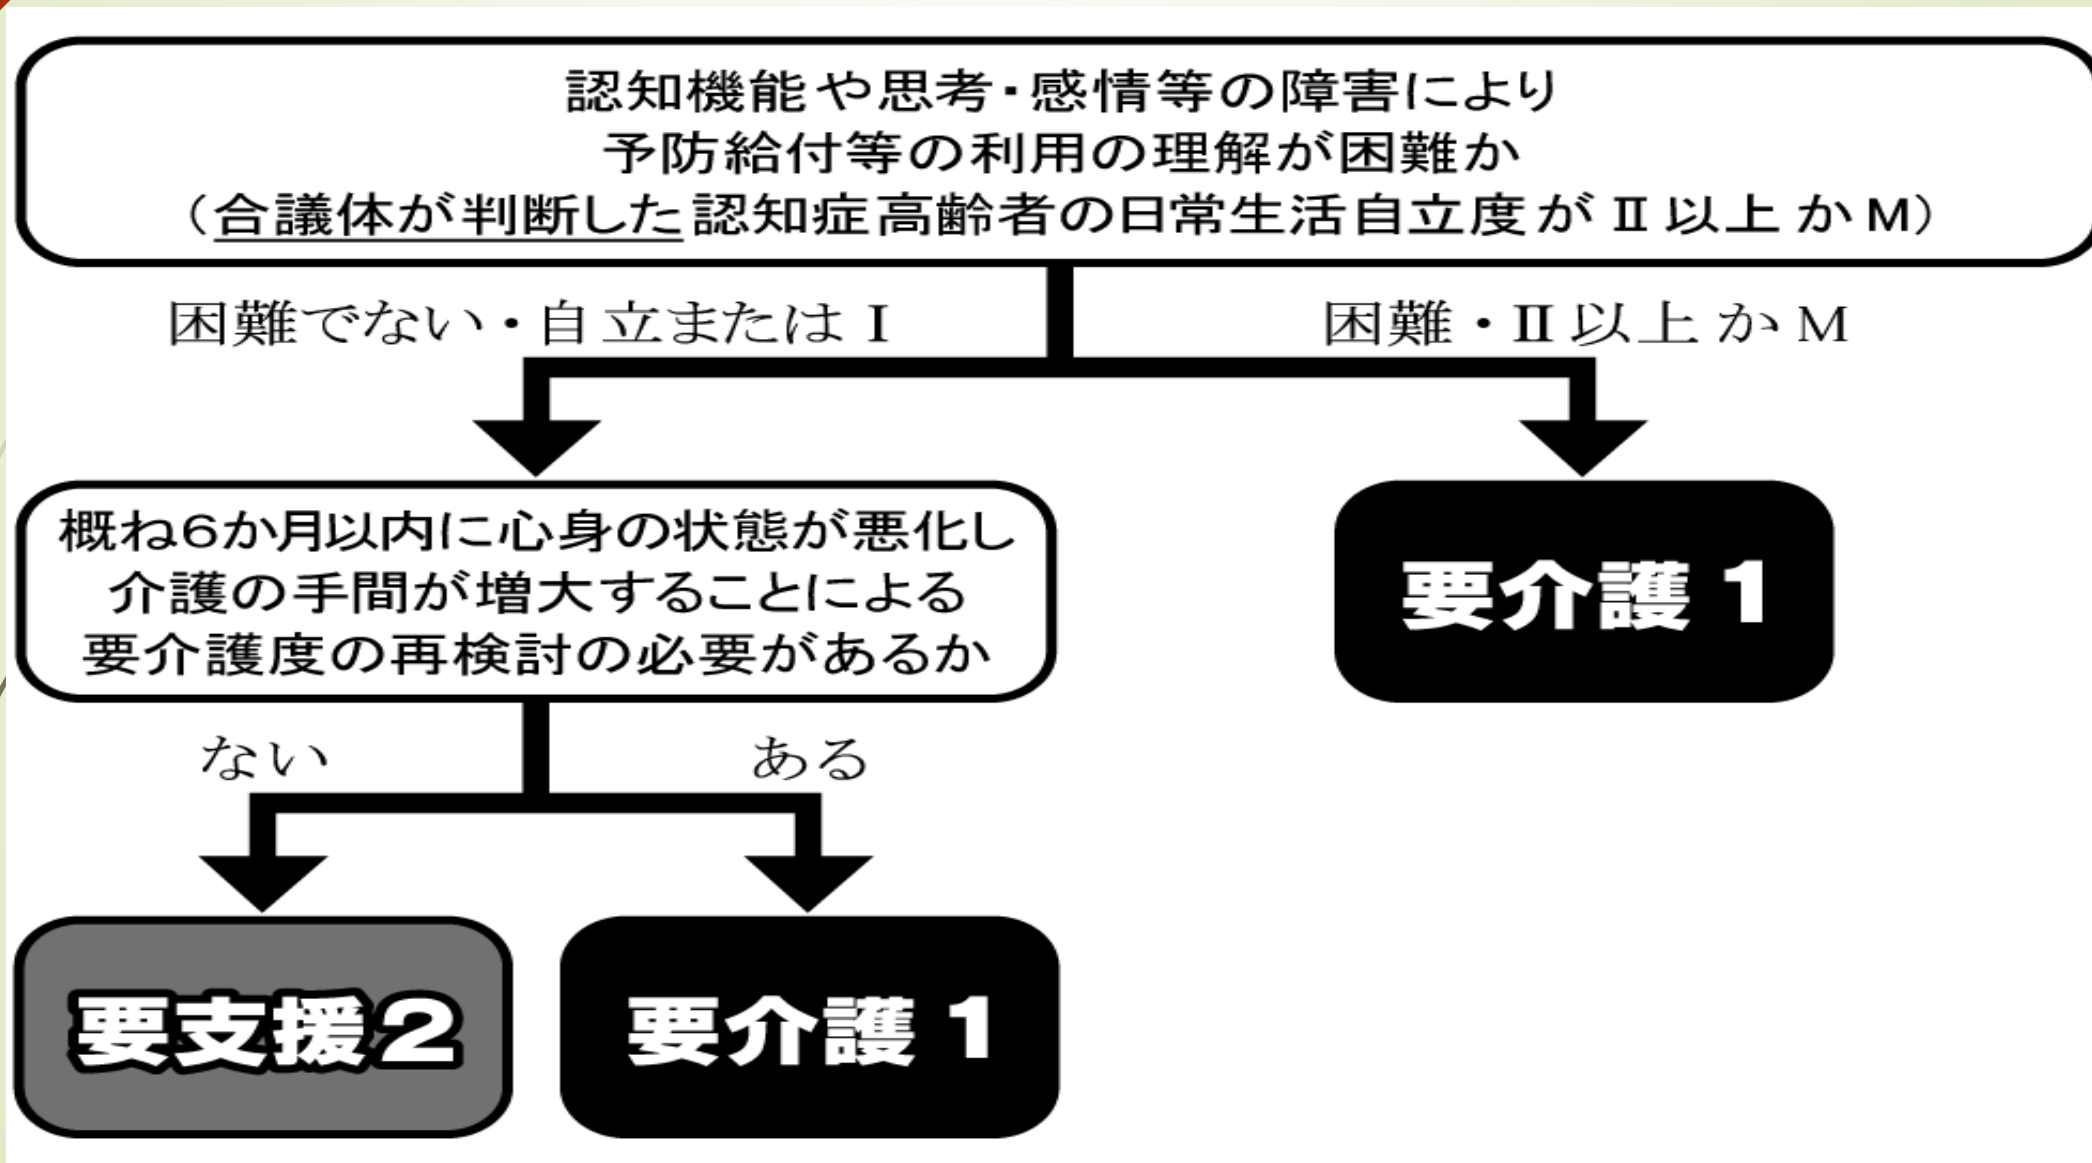 認知機能や思考・感情等の障害により
予防給付等の利用の理解が困難か
（合議体が判断した認知症高齢者の日常生活自立度がⅡ以上かM）
困難でない・自立またはⅠ
困難・Ⅱ以上かM
概ね6か月以内に心身の状態が悪化し
介護の手間が増大することによる
要介護度の再検討の必要があるか
要介護1
ない
ある
要支援2
要介護1